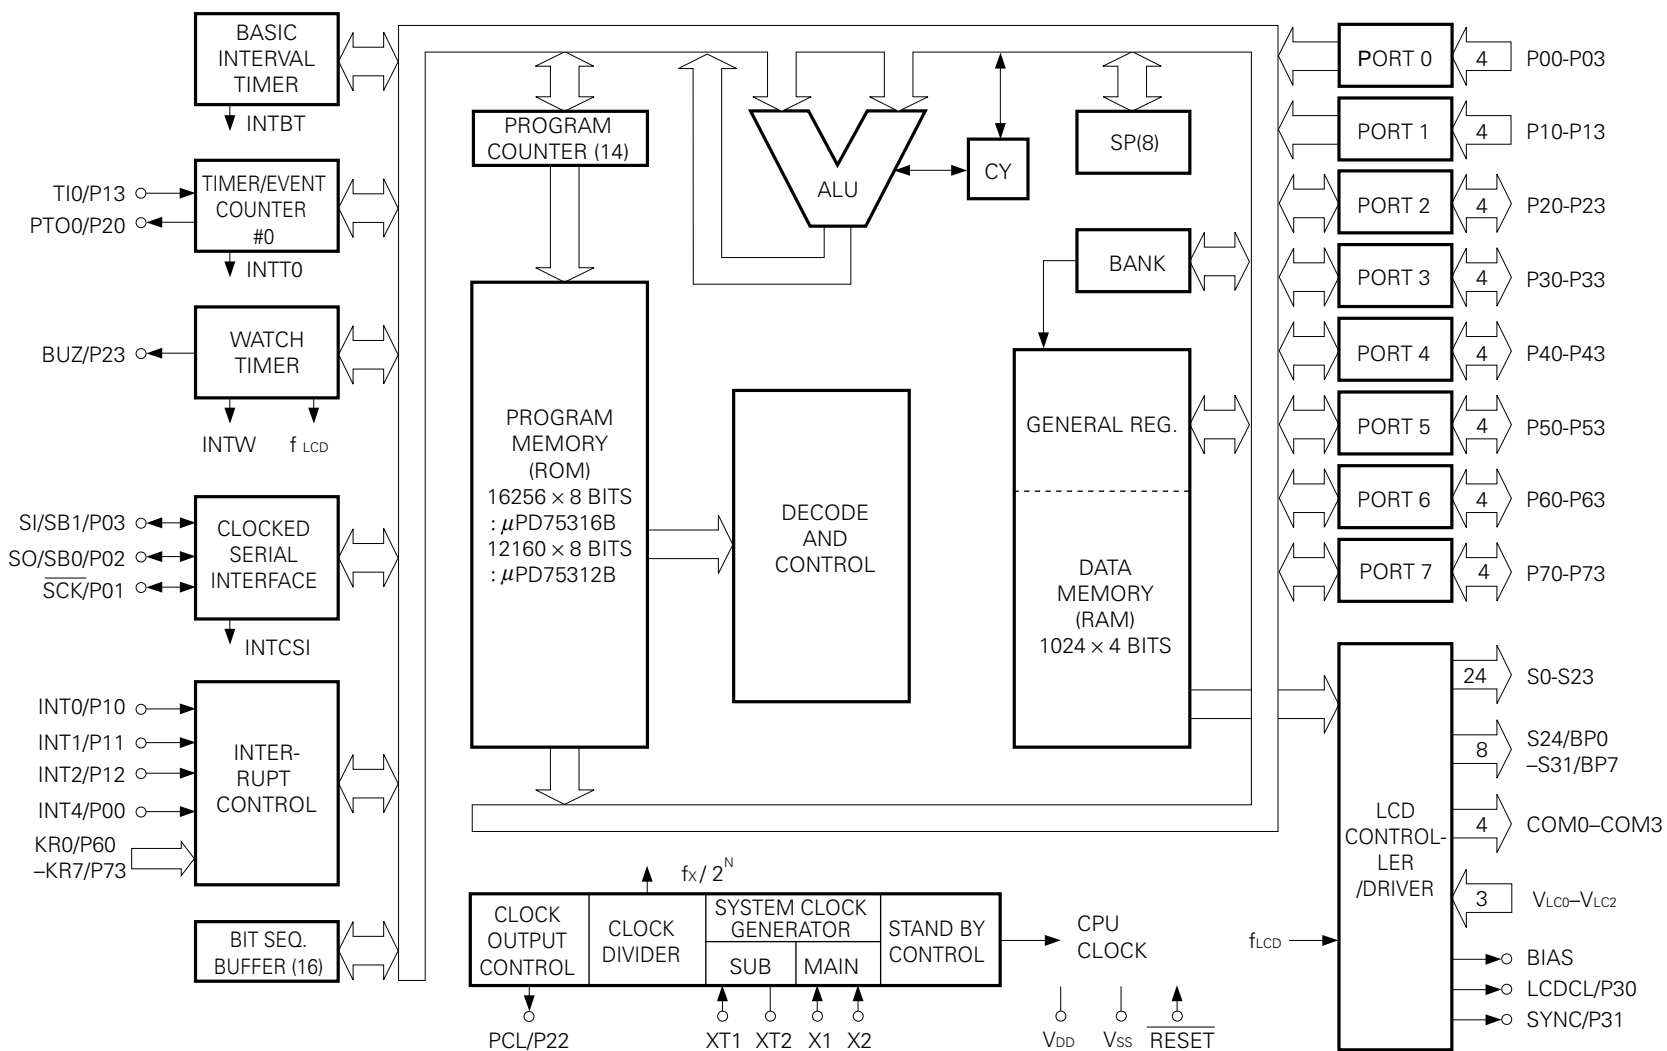 BASIC
INTERVAL
TIMER
INTBT
TI0/P13
PTO0/P20
TIMER/EVENT
COUNTER
#0
INTT0
BUZ/P23
WATCH
TIMER
INTW
f LCD
SI/SB1/P03
SO/SB0/P02
SCK/P01
CLOCKED
SERIAL
INTERFACE
INTCSI
INT0/P10
INT1/P11
INT2/P12
INT4/P00
KR0/P60
–KR7/P73
INTER-
RUPT
CONTROL
BIT SEQ.
BUFFER (16)
PROGRAM
COUNTER (14)
ALU
CY
SP(8)
BANK
PROGRAM
MEMORY
(ROM)
16256 × 8 BITS
: μPD75316B
12160 × 8 BITS
: μPD75312B
DECODE
AND
CONTROL
GENERAL REG.
DATA
MEMORY
(RAM)
1024 × 4 BITS
fX / 2N
CLOCK
OUTPUT
CONTROL
CLOCK
DIVIDER
SYSTEM CLOCK
GENERATOR
SUB
MAIN
STAND BY
CONTROL
CPU
CLOCK
PCL/P22
XT1
XT2
X1
X2
VDD
VSS
RESET
PORT 0
4
P00-P03
PORT 1
4
P10-P13
PORT 2
4
P20-P23
PORT 3
4
P30-P33
PORT 4
4
P40-P43
PORT 5
4
P50-P53
PORT 6
4
P60-P63
PORT 7
4
P70-P73
LCD
CONTROL-
LER
/DRIVER
24
S0-S23
8
S24/BP0
–S31/BP7
4
COM0–COM3
3
VLC0–VLC2
fLCD
BIAS
LCDCL/P30
SYNC/P31